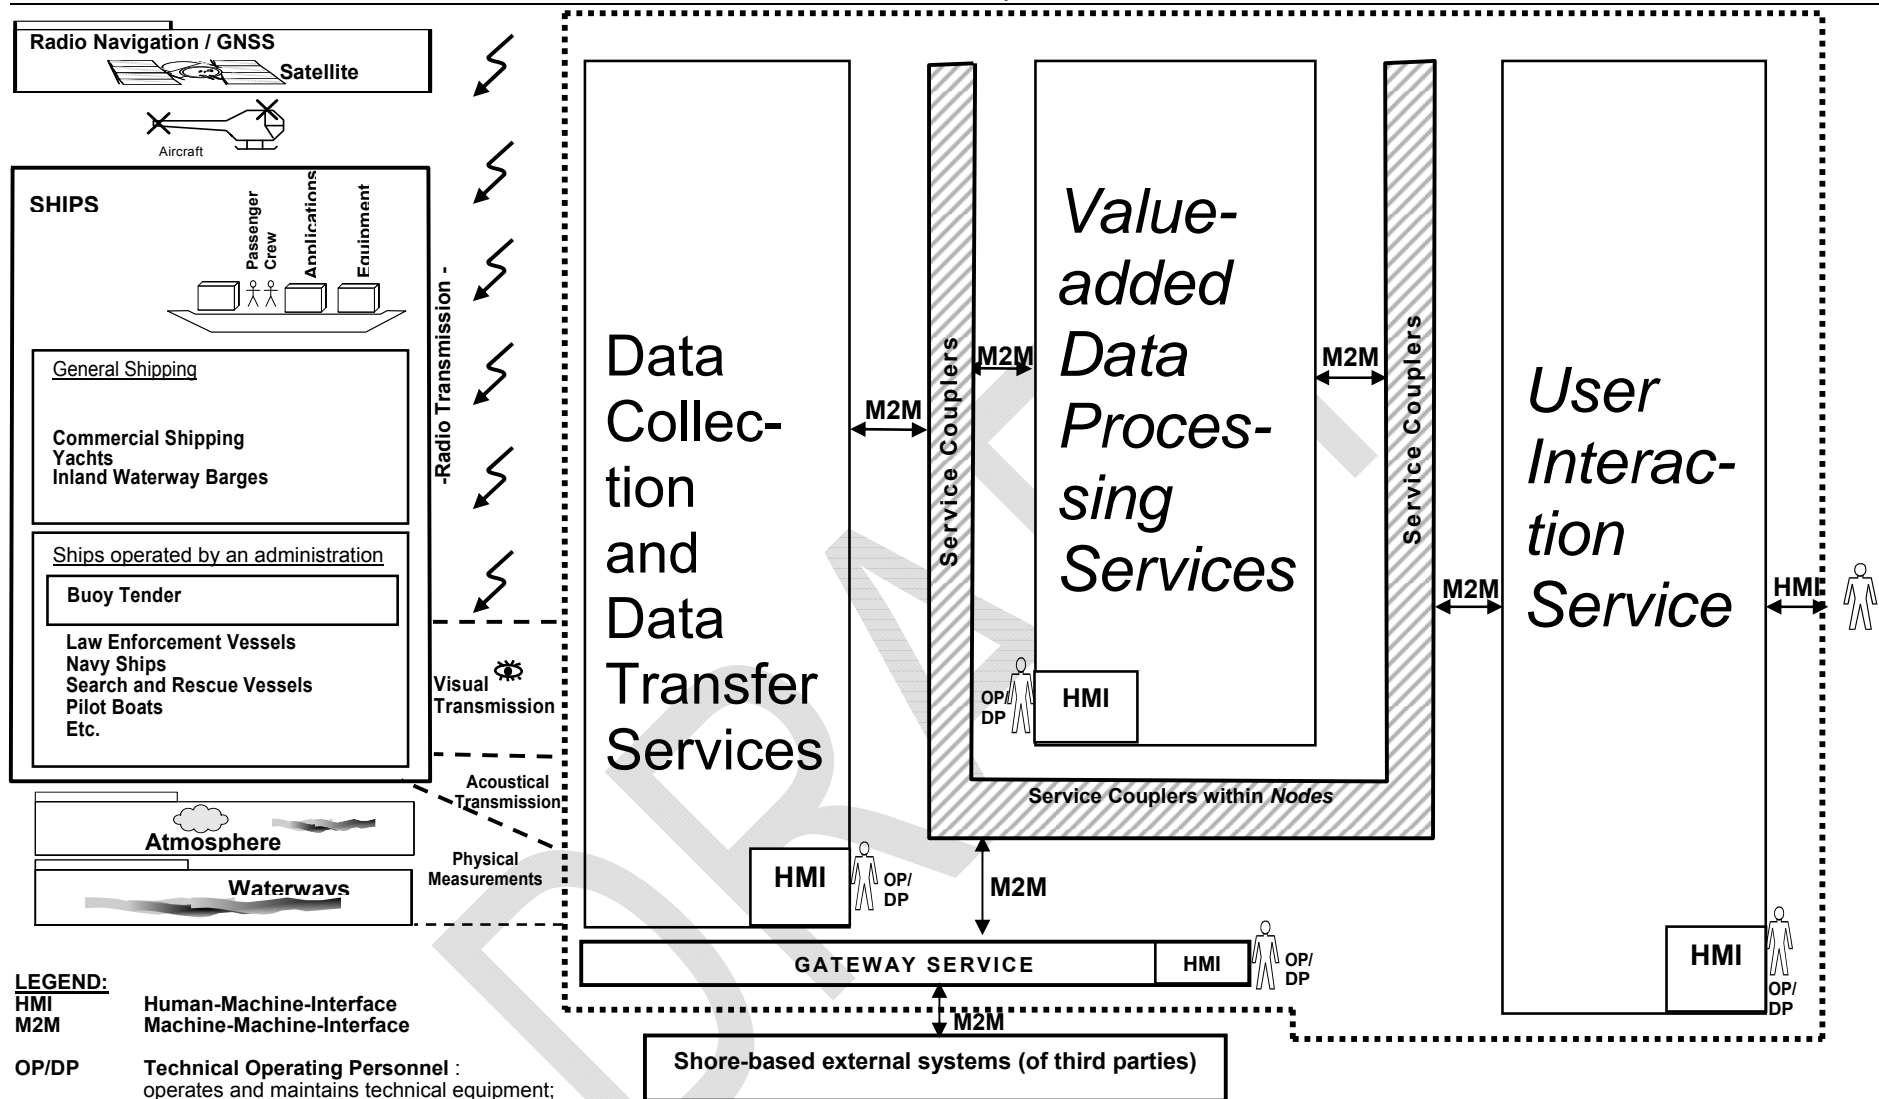 Radio Navigation / GNSS
Satellite
Aircraft
SHIPS
Passenger
Crew
Applications
Equipment
General Shipping
Commercial Shipping
Yachts
Inland Waterway Barges
Ships operated by an administration
Buoy Tender
Law Enforcement Vessels
Navy Ships
Search and Rescue Vessels
Pilot Boats
Etc.
Atmosphere
Waterways
-Radio Transmission -
Visual
Transmission
Acoustical
Transmission
Physical
Measurements
Data
Collec-
tion
and
Data
Transfer
Services
HMI
OP/
DP
M2M
Service Couplers
M2M
Value-
added
Data
Proces-
sing
Services
OP/
DP
HMI
M2M
Service Couplers
Service Couplers within Nodes
M2M
M2M
User
Interac-
tion
Service
HMI
HMI
OP/
DP
GATEWAY SERVICE
HMI
OP/
DP
M2M
Shore-based external systems (of third parties)
LEGEND:
HMI Human-Machine-Interface
M2M Machine-Machine-Interface
OP/DP Technical Operating Personnel :
operates and maintains technical equipment;
DRAFT